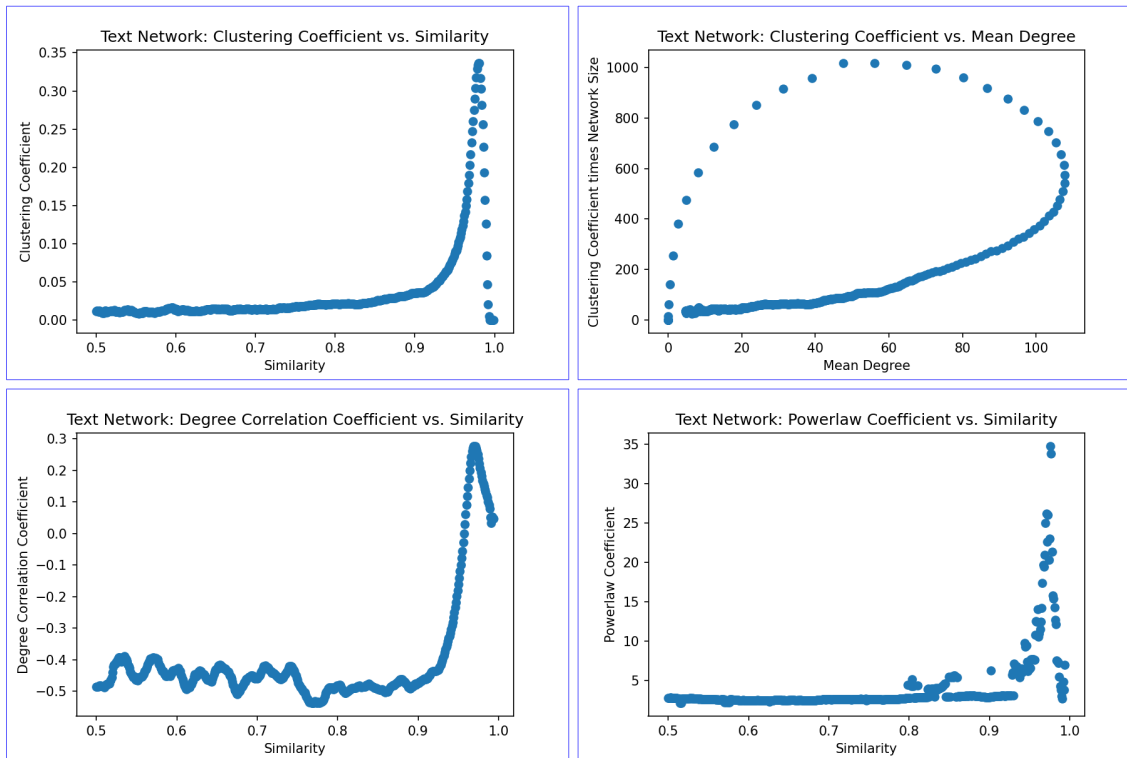 Text Network: Clustering Coefficient vs. Similarity
0.35
0.30
0.25
0.20
0.15
0.10
0.05
0.00
Clustering Coefficient
0.5 0.6 0.7 0.8 0.9 1.0
Similarity
Text Network: Clustering Coefficient vs. Mean Degree
1000
800
600
400
200
0
Clustering Coefficient times Network Size
0 20 40 60 80 100
Mean Degree
Text Network: Degree Correlation Coefficient vs. Similarity
0.3
0.2
0.1
0.0
−0.1
−0.2
−0.3
−0.4
−0.5
Degree Correlation Coefficient
0.5 0.6 0.7 0.8 0.9 1.0
Similarity
Text Network: Powerlaw Coefficient vs. Similarity
35
30
25
20
15
10
5
Powerlaw Coefficient
0.5 0.6 0.7 0.8 0.9 1.0
Similarity